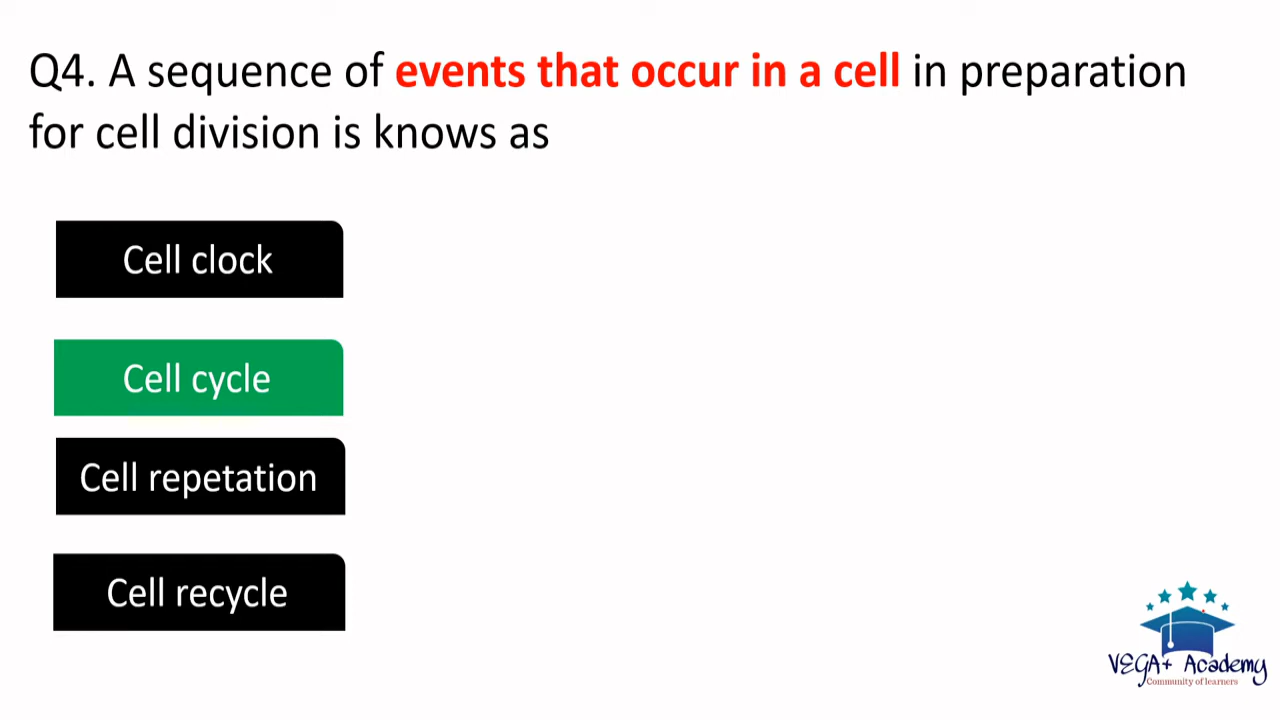 Q4. A sequence of events that occur in a cell in preparation
for cell division is knows as
Cell clock
Cell cycle
Cell repetation
Cell recycle
VEGA+ Academy
Community of learners